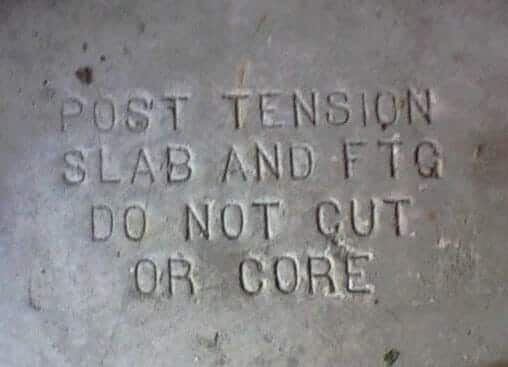 POST TENSION
SLAB AND FTG
DO NOT CUT
OR CORE